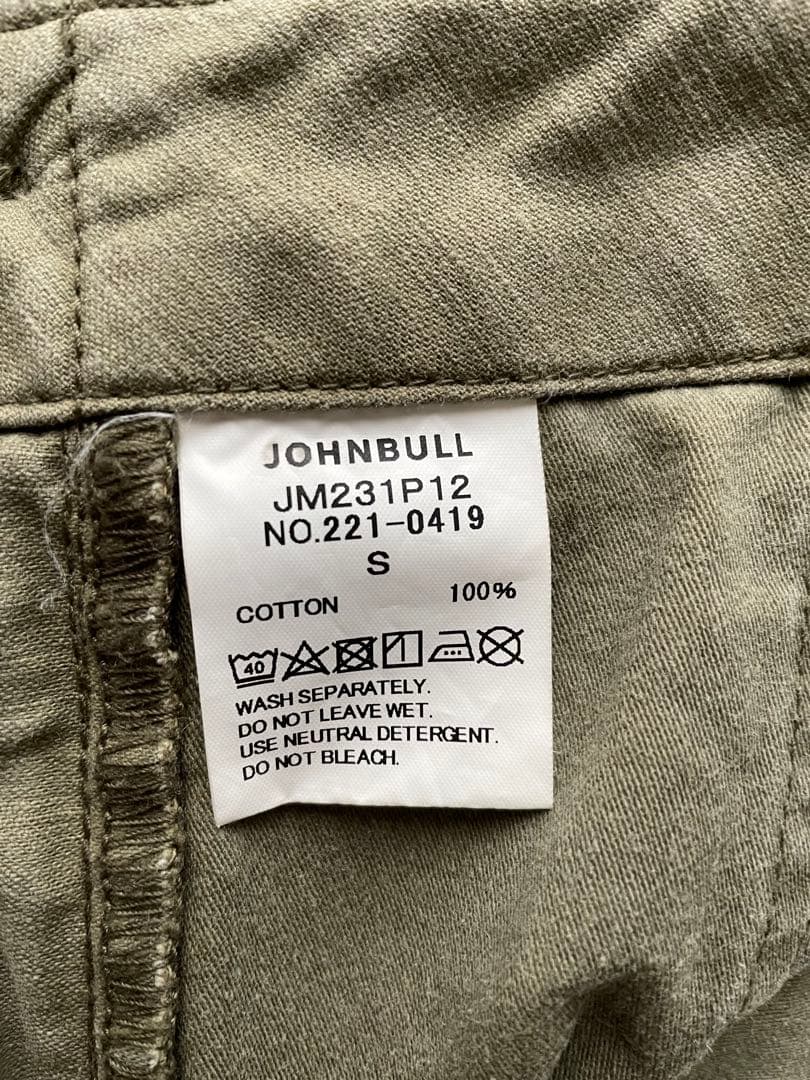 JOHNBULL
JM231P12
NO.221-0419
S
COTTON 100%
40
WASH SEPARATELY.
DO NOT LEAVE WET.
USE NEUTRAL DETERGENT.
DO NOT BLEACH.